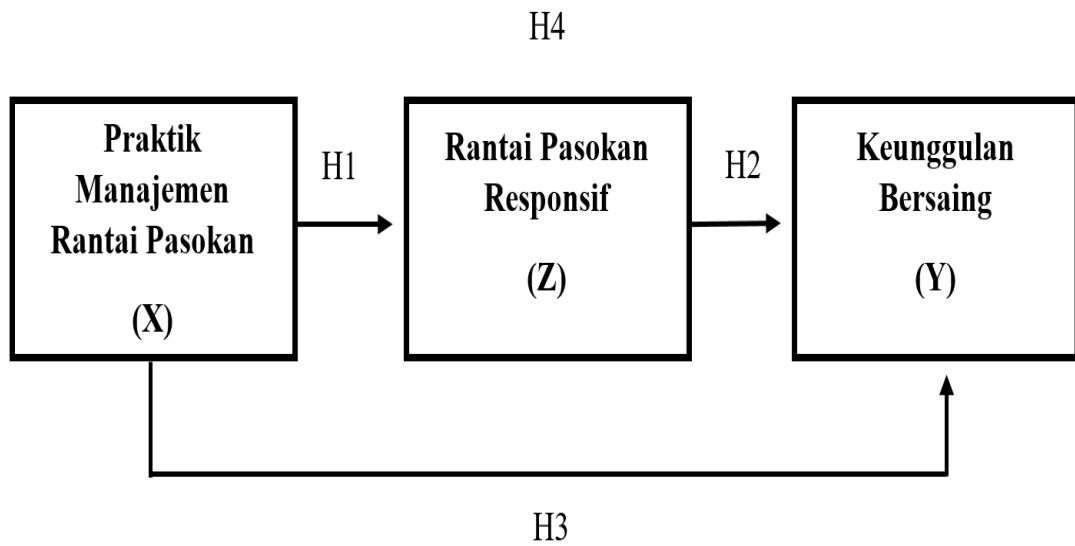 H4
Praktik
Manajemen
Rantai Pasokan
(X)
H1
Rantai Pasokan
Responsif
(Z)
H2
Keunggulan
Bersaing
(Y)
H3